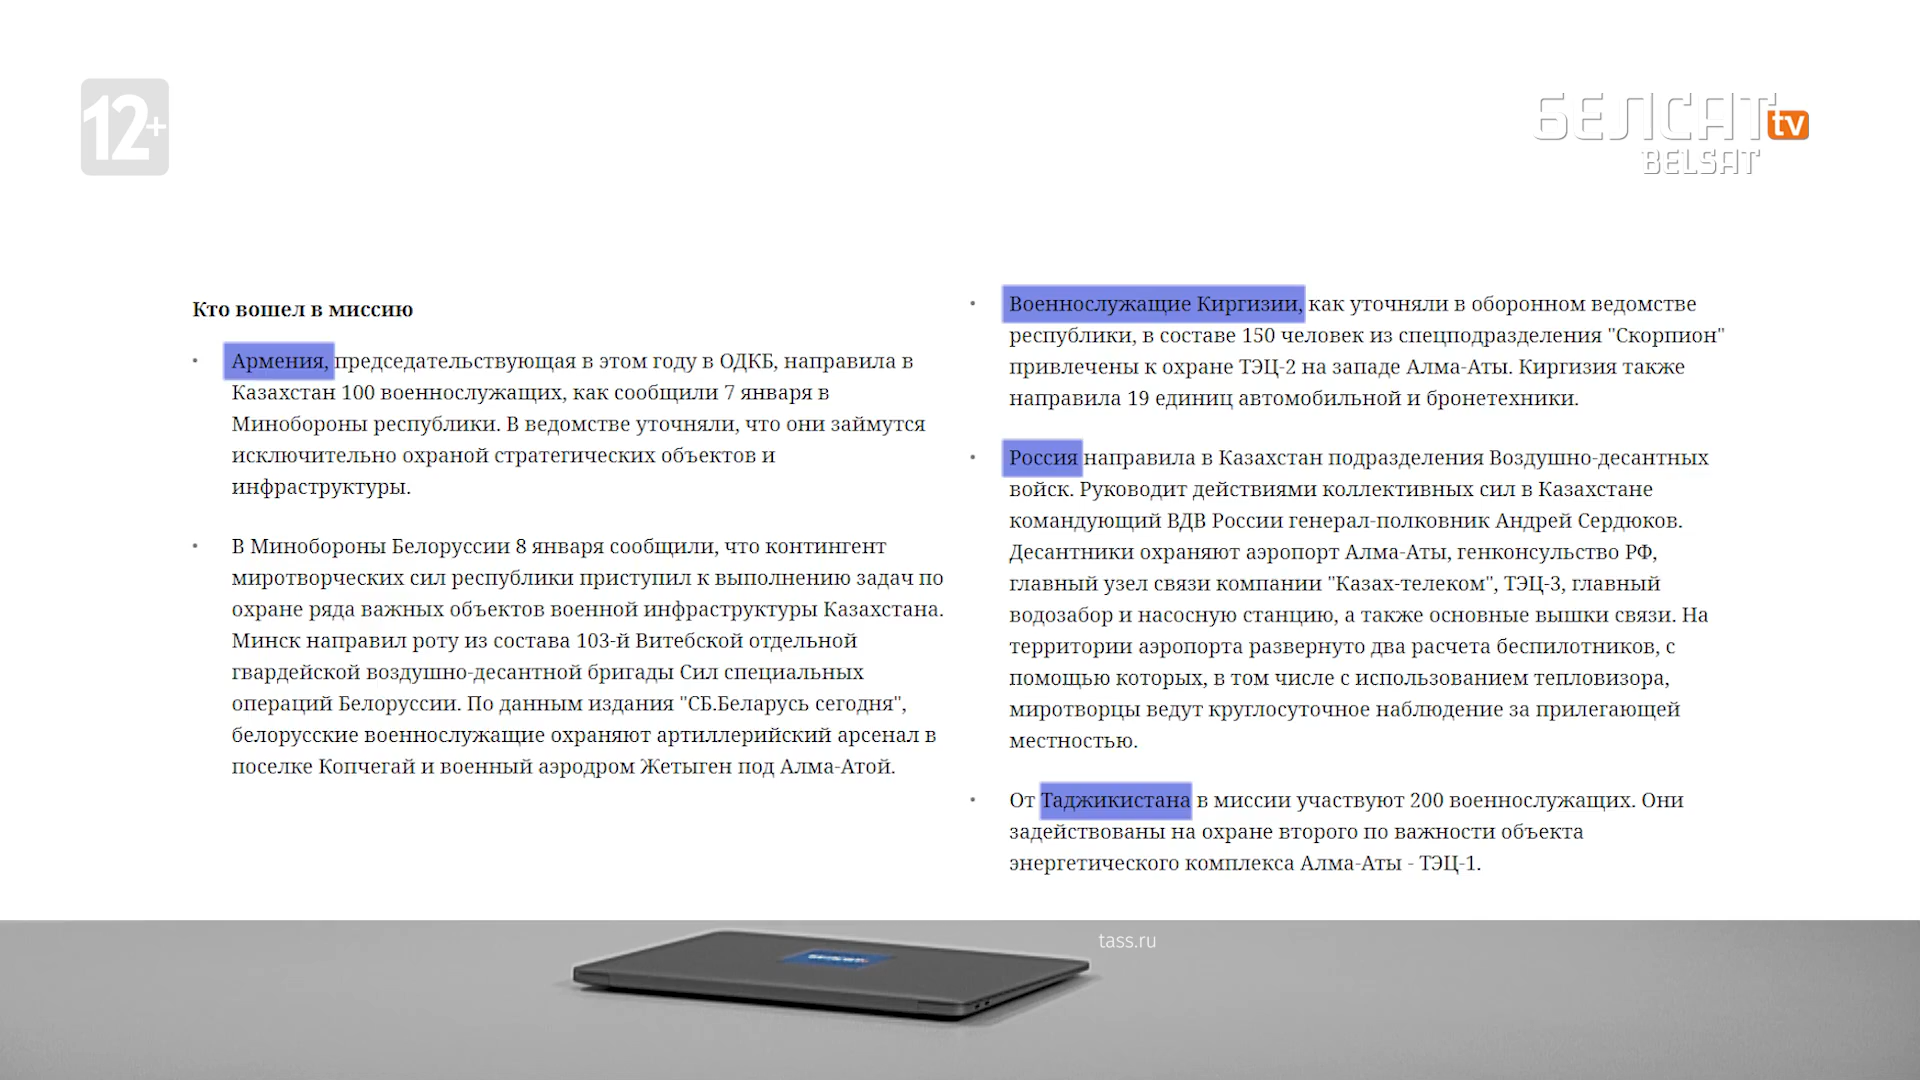 12+
БЕЛСАТ tv
BELSAT
Кто вошел в миссию
Армения, председательствующая в этом году в ОДКБ, направила в
Казахстан 100 военнослужащих, как сообщили 7 января в
Минобороны республики. В ведомстве уточняли, что они займутся
исключительно охраной стратегических объектов и
инфраструктуры.
В Минобороны Белоруссии 8 января сообщили, что контингент
миротворческих сил республики приступил к выполнению задач по
охране ряда важных объектов военной инфраструктуры Казахстана.
Минск направил роту из состава 103-й Витебской отдельной
гвардейской воздушно-десантной бригады Сил специальных
операций Белоруссии. По данным издания "СБ.Беларусь сегодня",
белорусские военнослужащие охраняют артиллерийский арсенал в
поселке Копчегай и военный аэродром Жетыген под Алма-Атой.
Военнослужащие Киргизии, как уточняли в оборонном ведомстве
республики, в составе 150 человек из спецподразделения "Скорпион"
привлечены к охране ТЭЦ-2 на западе Алма-Аты. Киргизия также
направила 19 единиц автомобильной и бронетехники.
Россия направила в Казахстан подразделения Воздушно-десантных
войск. Руководит действиями коллективных сил в Казахстане
командующий ВДВ России генерал-полковник Андрей Сердюков.
Десантники охраняют аэропорт Алма-Аты, генконсульство РФ,
главный узел связи компании "Казах-телеком", ТЭЦ-3, главный
водозабор и насосную станцию, а также основные вышки связи. На
территории аэропорта развернуто два расчета беспилотников, с
помощью которых, в том числе с использованием тепловизора,
миротворцы ведут круглосуточное наблюдение за прилегающей
местностью.
От Таджикистана в миссии участвуют 200 военнослужащих. Они
задействованы на охране второго по важности объекта
энергетического комплекса Алма-Аты - ТЭЦ-1.
tass.ru